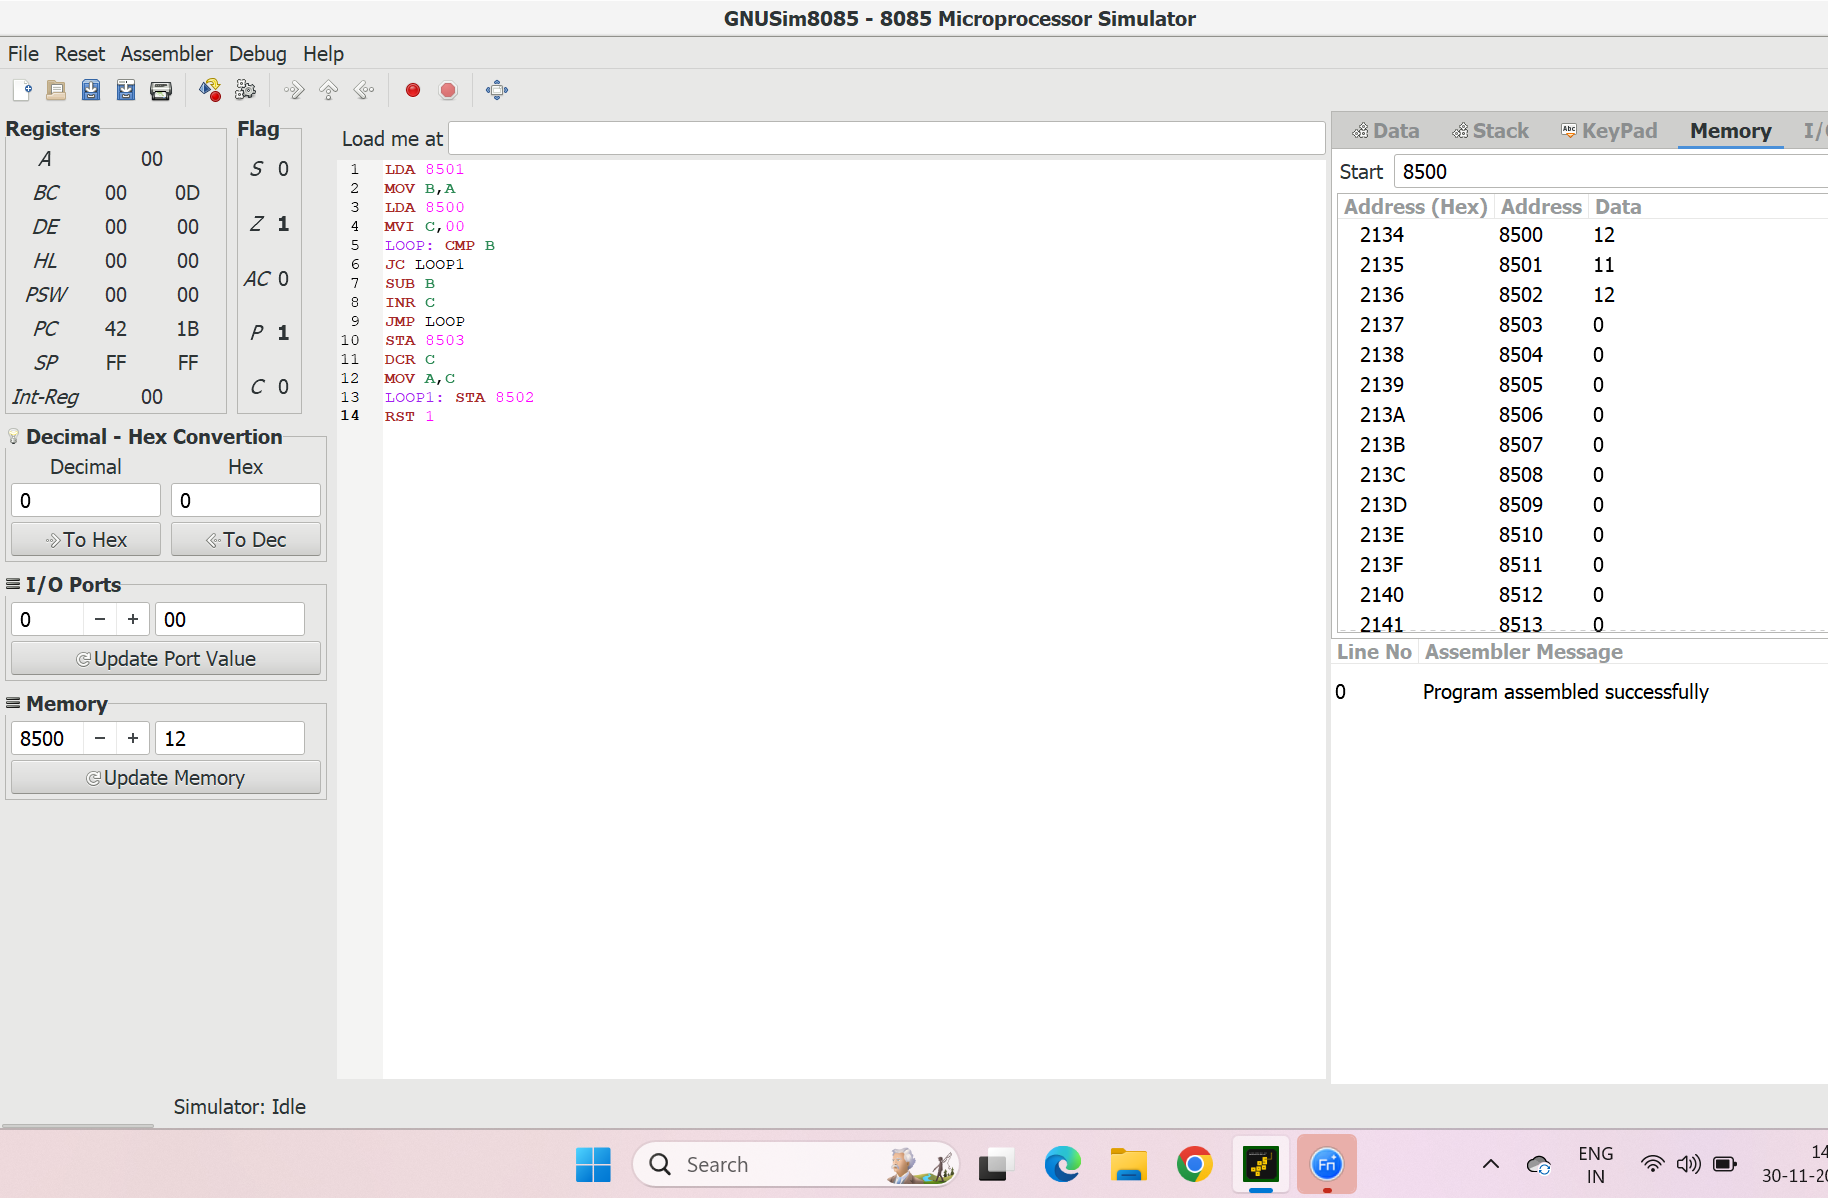 GNUSim8085 - 8085 Microprocessor Simulator
File Reset Assembler Debug Help
Registers
A 00
BC 00 0D
DE 00 00
HL 00 00
PSW 00 00
PC 42 1B
SP FF FF
Int-Reg 00
Flag
S 0
Z 1
AC 0
P 1
C 0
Decimal - Hex Convertion
Decimal Hex
0 0
To Hex To Dec
I/O Ports
0 − + 00
Update Port Value
Memory
8500 − + 12
Update Memory
Load me at
1 LDA 8501
2 MOV B,A
3 LDA 8500
4 MVI C,00
5 LOOP: CMP B
6 JC LOOP1
7 SUB B
8 INR C
9 JMP LOOP
10 STA 8503
11 DCR C
12 MOV A,C
13 LOOP1: STA 8502
14 RST 1
Data Stack Abc KeyPad Memory I/
Start 8500
Address (Hex) Address Data
2134 8500 12
2135 8501 11
2136 8502 12
2137 8503 0
2138 8504 0
2139 8505 0
213A 8506 0
213B 8507 0
213C 8508 0
213D 8509 0
213E 8510 0
213F 8511 0
2140 8512 0
2141 8513 0
Line No Assembler Message
0 Program assembled successfully
Simulator: Idle
Search
Fn
ENG
IN
14
30-11-20